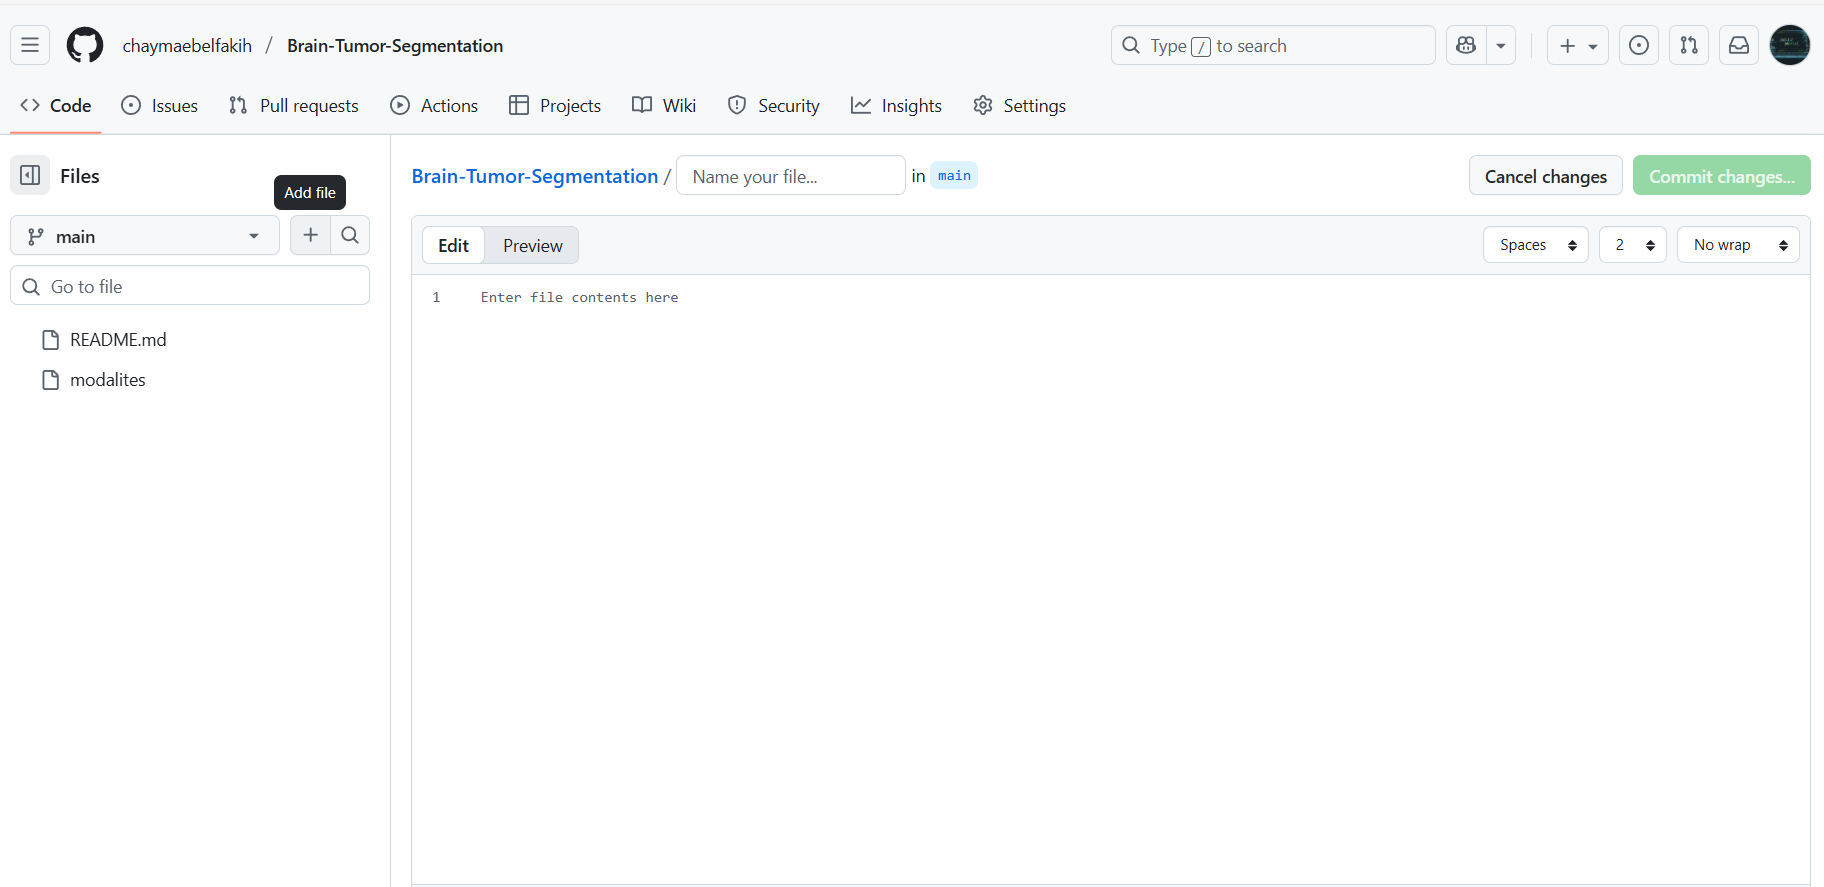 chaymaebelfakih / Brain-Tumor-Segmentation
Type / to search
Code Issues Pull requests Actions Projects Wiki Security Insights Settings
Files
Add file
main
Go to file
README.md
modalites
Brain-Tumor-Segmentation / Name your file... in main
Cancel changes Commit changes...
Edit Preview
Spaces 2 No wrap
1 Enter file contents here